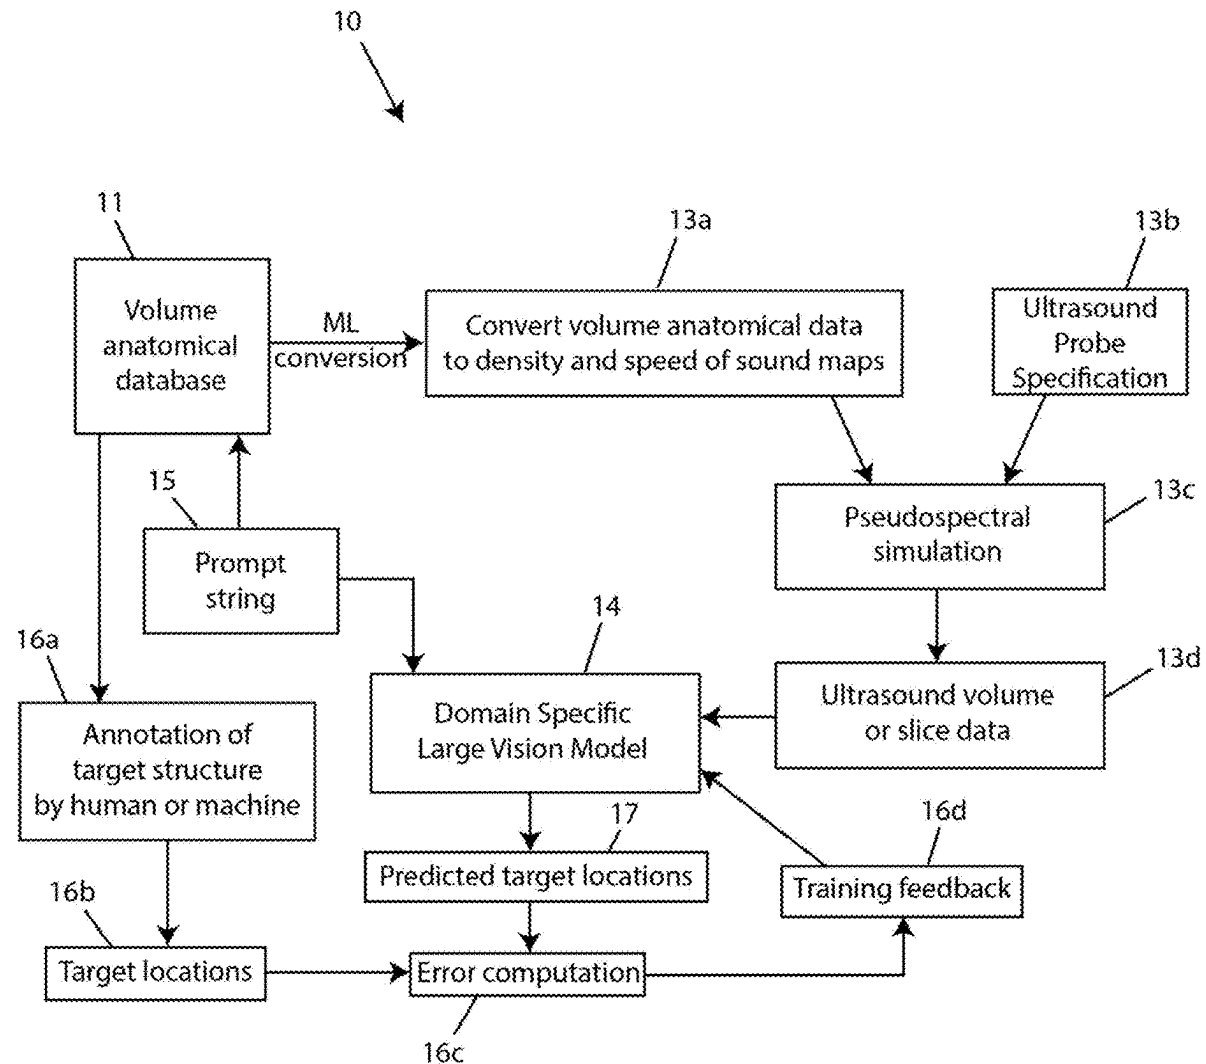 10
11
13a
13b
Volume
anatomical
database
ML
conversion
Convert volume anatomical data
to density and speed of sound maps
Ultrasound
Probe
Specification
15
Prompt
string
13c
Pseudospectral
simulation
16a
14
13d
Annotation of
target structure
by human or machine
Domain Specific
Large Vision Model
Ultrasound volume
or slice data
17
16d
Predicted target locations
Training feedback
16b
Target locations
Error computation
16c